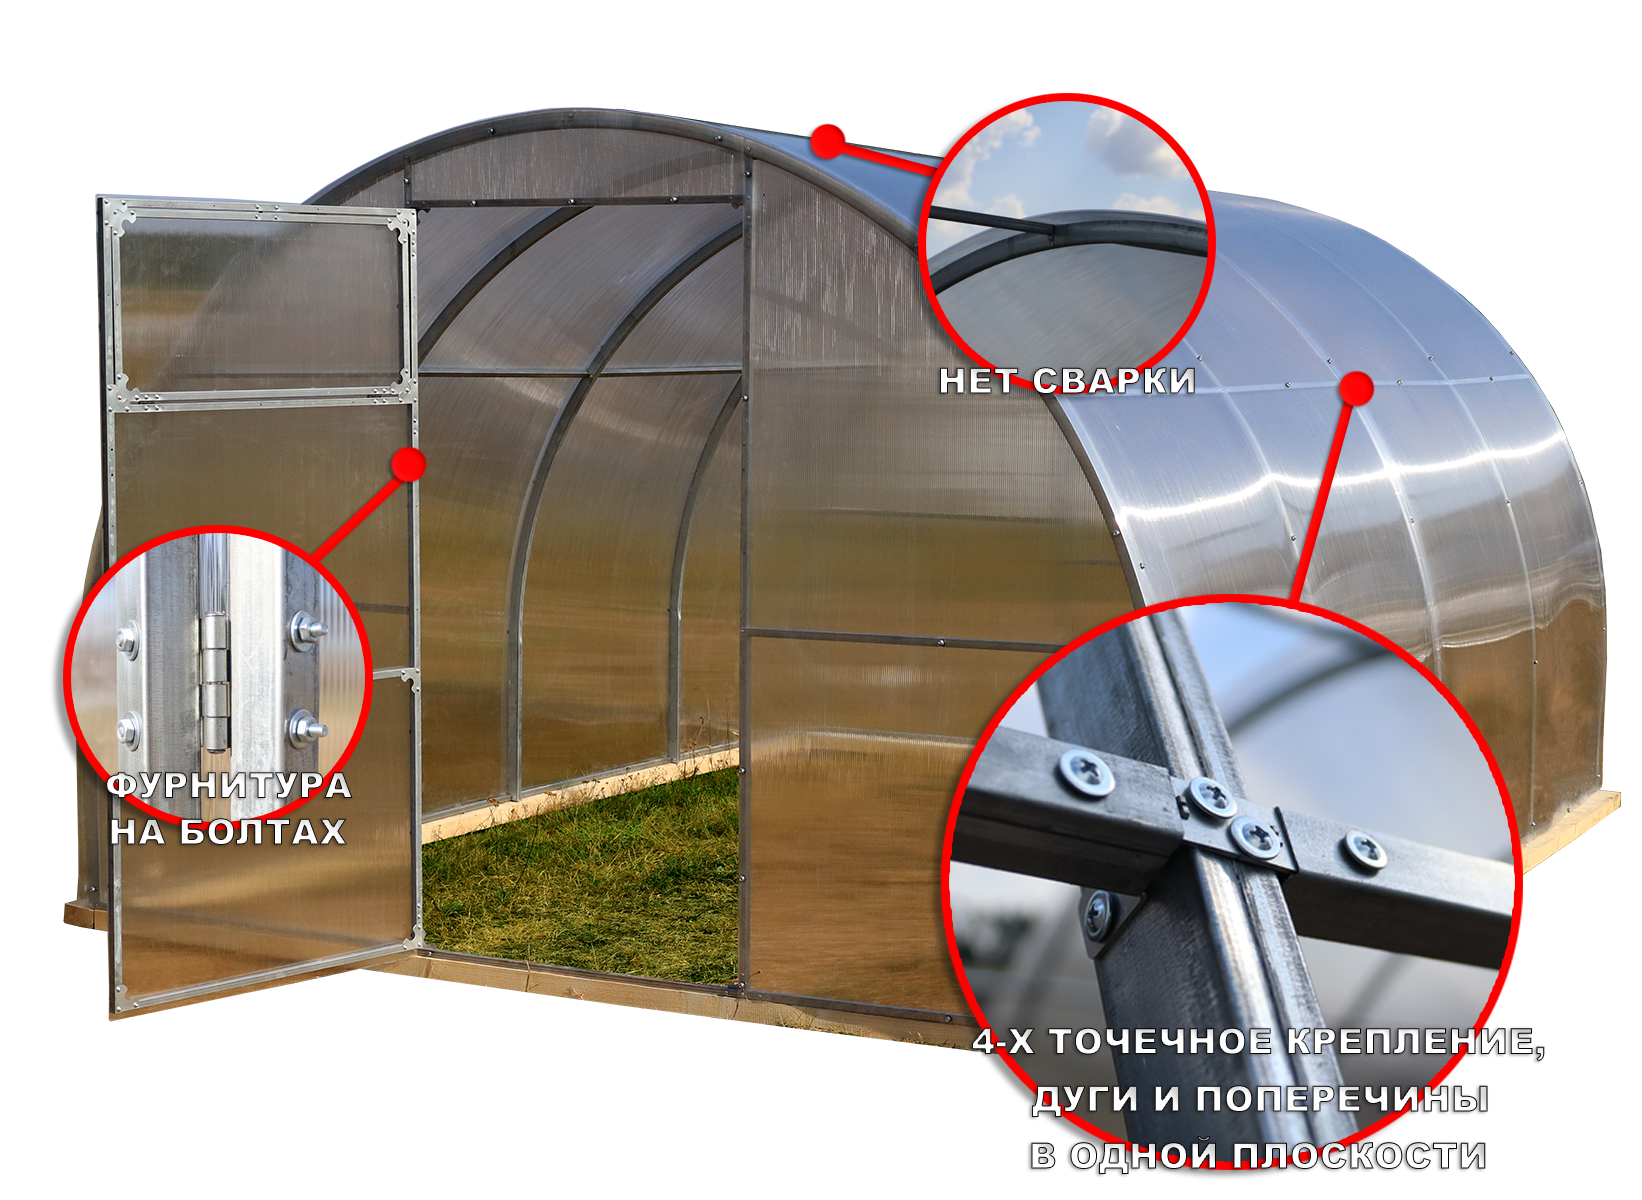 НЕТ СВАРКИ
ФУРНИТУРА
НА БОЛТАХ
4-Х ТОЧЕЧНОЕ КРЕПЛЕНИЕ,
ДУГИ И ПОПЕРЕЧИНЫ
В ОДНОЙ ПЛОСКОСТИ